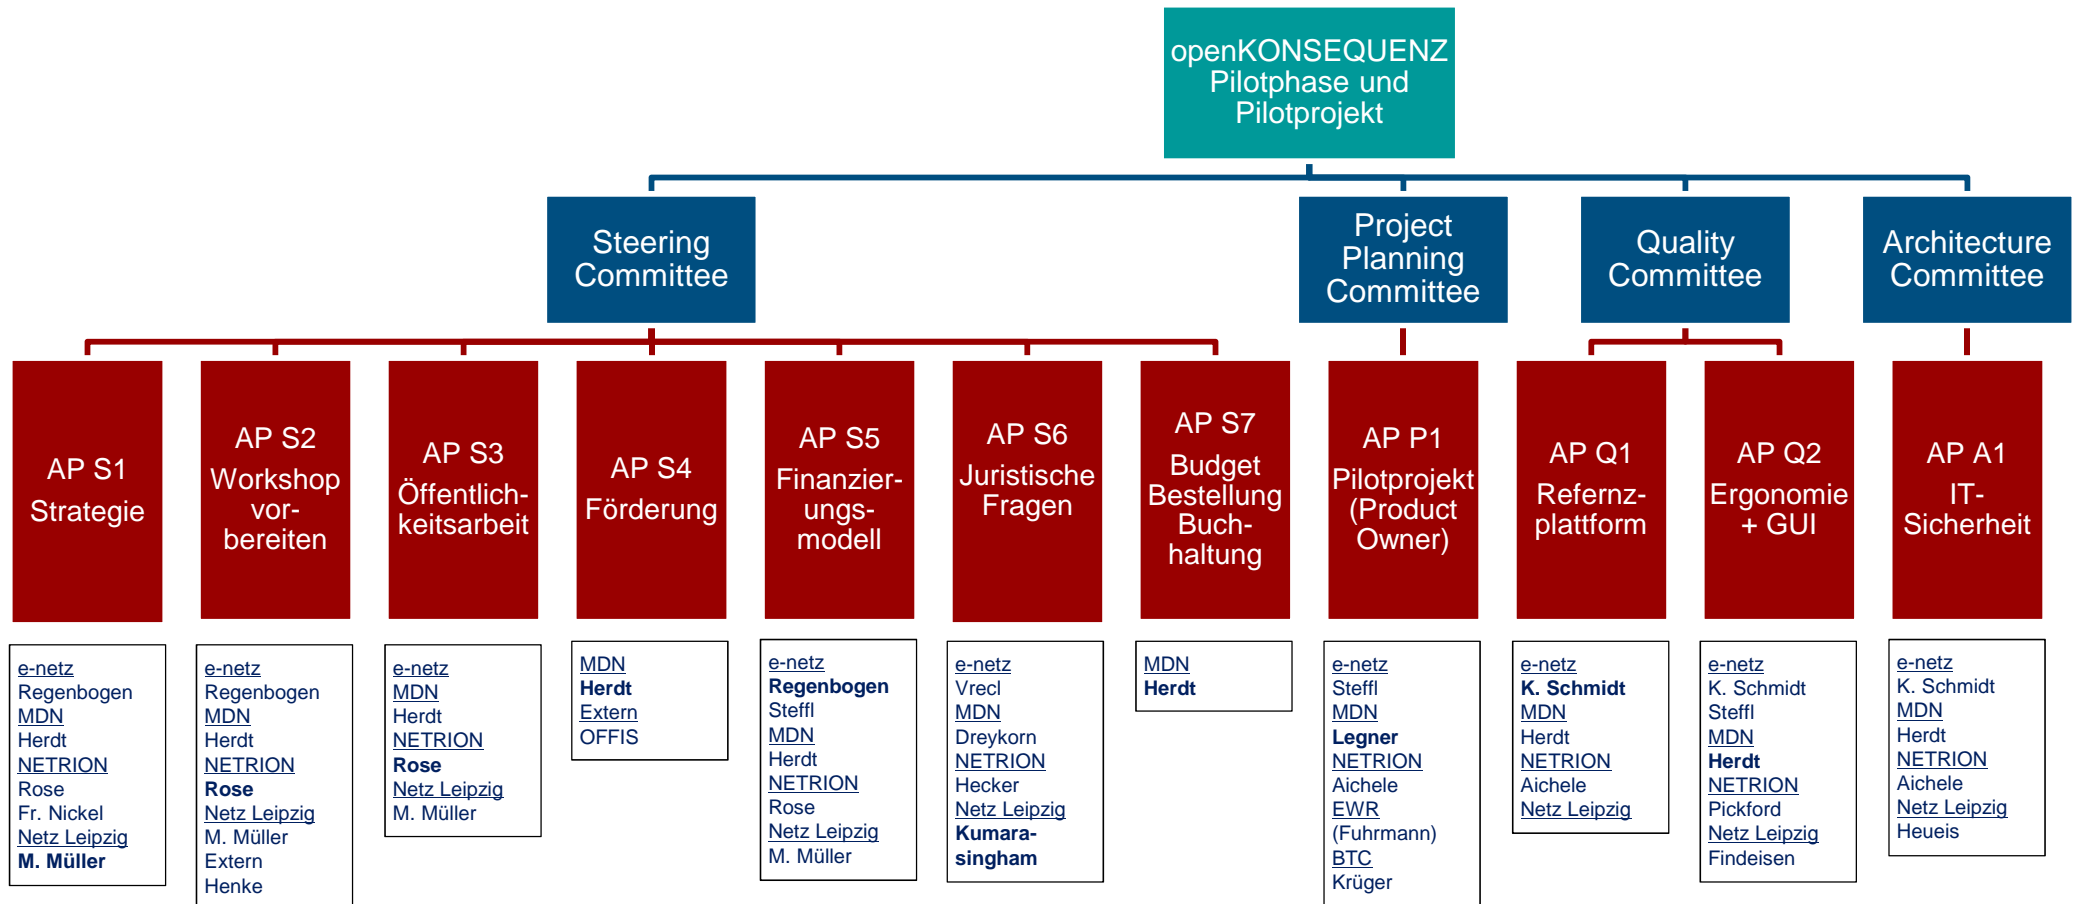 openKONSEQUENZ
Pilotphase und
Pilotprojekt
Steering
Committee
Project
Planning
Committee
Quality
Committee
Architecture
Committee
AP S1
Strategie
AP S2
Workshop
vor-
bereiten
AP S3
Öffentlich-
keitsarbeit
AP S4
Förderung
AP S5
Finanzier-
ungs-
modell
AP S6
Juristische
Fragen
AP S7
Budget
Bestellung
Buch-
haltung
AP P1
Pilotprojekt
(Product
Owner)
AP Q1
Refernz-
plattform
AP Q2
Ergonomie
+ GUI
AP A1
IT-
Sicherheit
e-netz
Regenbogen
MDN
Herdt
NETRION
Rose
Fr. Nickel
Netz Leipzig
M. Müller
e-netz
Regenbogen
MDN
Herdt
NETRION
Rose
Netz Leipzig
M. Müller
Extern
Henke
e-netz
MDN
Herdt
NETRION
Rose
Netz Leipzig
M. Müller
MDN
Herdt
Extern
OFFIS
e-netz
Regenbogen
Steffl
MDN
Herdt
NETRION
Rose
Netz Leipzig
M. Müller
e-netz
Vrecl
MDN
Dreykorn
NETRION
Hecker
Netz Leipzig
Kumara-
singham
MDN
Herdt
e-netz
Steffl
MDN
Legner
NETRION
Aichele
EWR
(Fuhrmann)
BTC
Krüger
e-netz
K. Schmidt
MDN
Herdt
NETRION
Aichele
Netz Leipzig
e-netz
K. Schmidt
Steffl
MDN
Herdt
NETRION
Pickford
Netz Leipzig
Findeisen
e-netz
K. Schmidt
MDN
Herdt
NETRION
Aichele
Netz Leipzig
Heueis